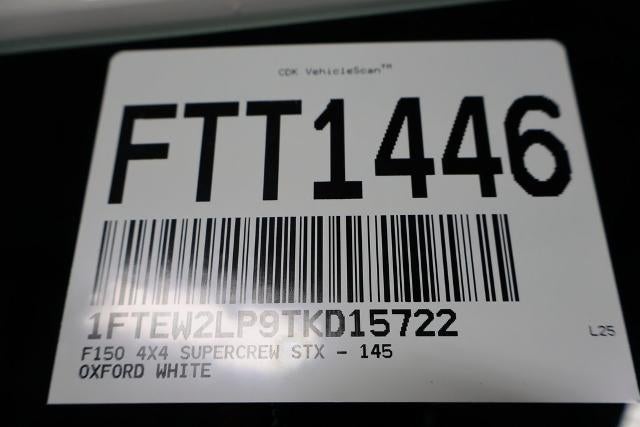 CDK VehicleScan™
FTT1446
1FTEW2LP9TKD15722
L25
F150 4X4 SUPERCREW STX - 145
OXFORD WHITE